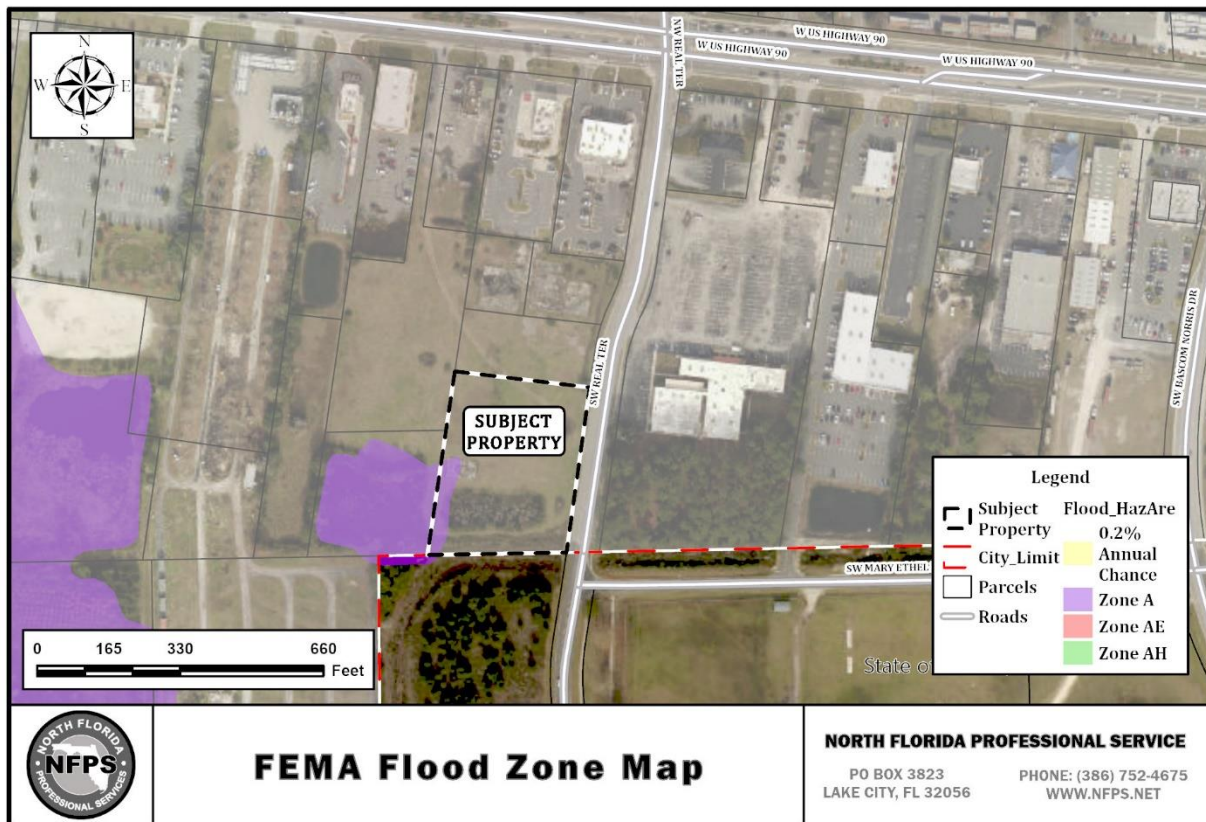 N
W E
S
NW REAL TER
W US HIGHWAY 90
W US HIGHWAY 90
W US HIGHWAY 90
SW REAL TER
SW BASCOM NORRIS DR
SUBJECT
PROPERTY
SW MARY ETHEL
State of
Legend
Subject
Property
City_Limit
Parcels
Roads
Flood_HazAre
0.2%
Annual
Chance
Zone A
Zone AE
Zone AH
0 165 330 660
Feet
NORTH FLORIDA
NFPS
PROFESSIONAL SERVICES
FEMA Flood Zone Map
NORTH FLORIDA PROFESSIONAL SERVICE
PO BOX 3823
LAKE CITY, FL 32056
PHONE: (386) 752-4675
WWW.NFPS.NET